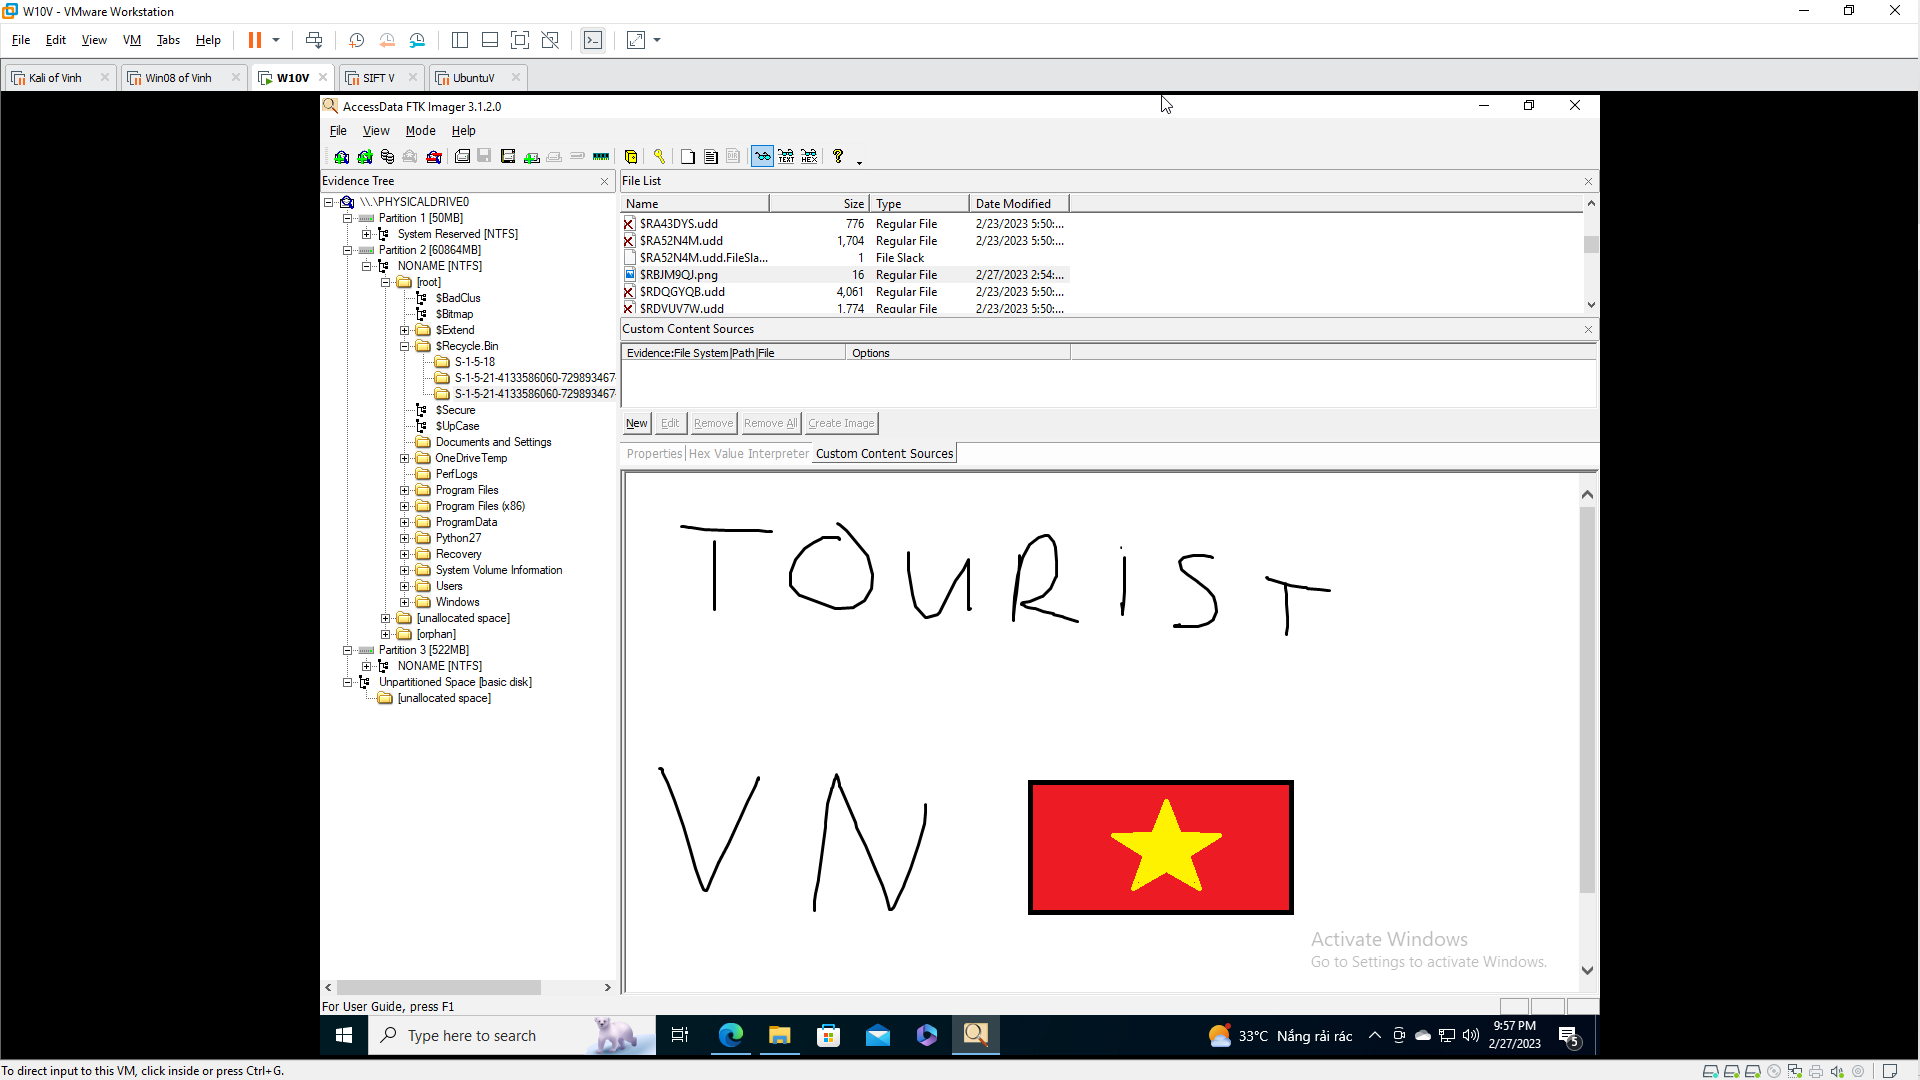 W10V - VMware Workstation
File Edit View VM Tabs Help
Kali of Vinh Win08 of Vinh W10V SIFT V UbuntuV
AccessData FTK Imager 3.1.2.0
File View Mode Help
Evidence Tree
\\.\PHYSICALDRIVE0
Partition 1 [50MB]
System Reserved [NTFS]
Partition 2 [60864MB]
NONAME [NTFS]
[root]
$BadClus
$Bitmap
$Extend
$Recycle.Bin
S-1-5-18
S-1-5-21-4133586060-729893467-
S-1-5-21-4133586060-729893467-
$Secure
$UpCase
Documents and Settings
OneDriveTemp
PerfLogs
Program Files
Program Files (x86)
ProgramData
Python27
Recovery
System Volume Information
Users
Windows
[unallocated space]
[orphan]
Partition 3 [522MB]
NONAME [NTFS]
Unpartitioned Space [basic disk]
[unallocated space]
For User Guide, press F1
File List
Name Size Type Date Modified
$RA43DYS.udd 776 Regular File 2/23/2023 5:50:...
$RA52N4M.udd 1,704 Regular File 2/23/2023 5:50:...
$RA52N4M.udd.FileSla... 1 File Slack
$RBJM9QJ.png 16 Regular File 2/27/2023 2:54:...
$RDQGYQB.udd 4,061 Regular File 2/23/2023 5:50:...
$RDVUV7W.udd 1,774 Regular File 2/23/2023 5:50:...
Custom Content Sources
Evidence:File System|Path|File Options
New Edit Remove Remove All Create Image
Properties Hex Value Interpreter Custom Content Sources
TOURIST
VN
Activate Windows
Go to Settings to activate Windows.
Type here to search
33°C Nắng rải rác
9:57 PM
2/27/2023
5
To direct input to this VM, click inside or press Ctrl+G.